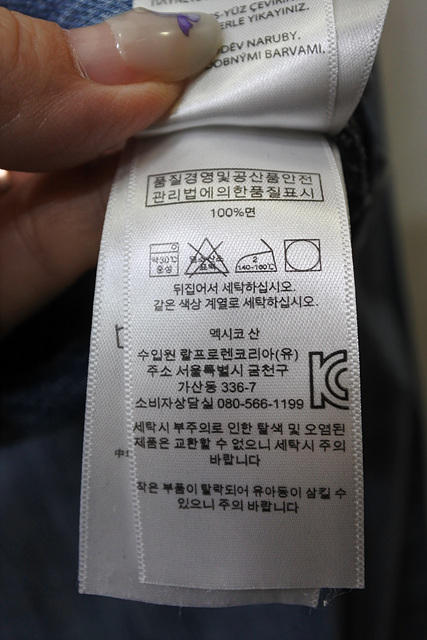 -YÜZ ÇEVİRİN
ERLE YIKAYINIZ.
ODĚV NARUBY.
DOBNÝMI BARVAMI.
품질경영및공산품안전
관리법에의한품질표시
100%면
약30℃
중성
염소산소
표백
2
140-160℃
뒤집어서 세탁하십시오.
같은 색상 계열로 세탁하십시오.
멕시코 산
수입원 랄프로렌코리아(유)
주소 서울특별시 금천구
가산동 336-7
소비자상담실 080-566-1199
세탁시 부주의로 인한 탈색 및 오염된
제품은 교환할 수 없으니 세탁시 주의
바랍니다
작은 부품이 탈락되어 유아동이 삼킬 수
있으니 주의 바랍니다
中